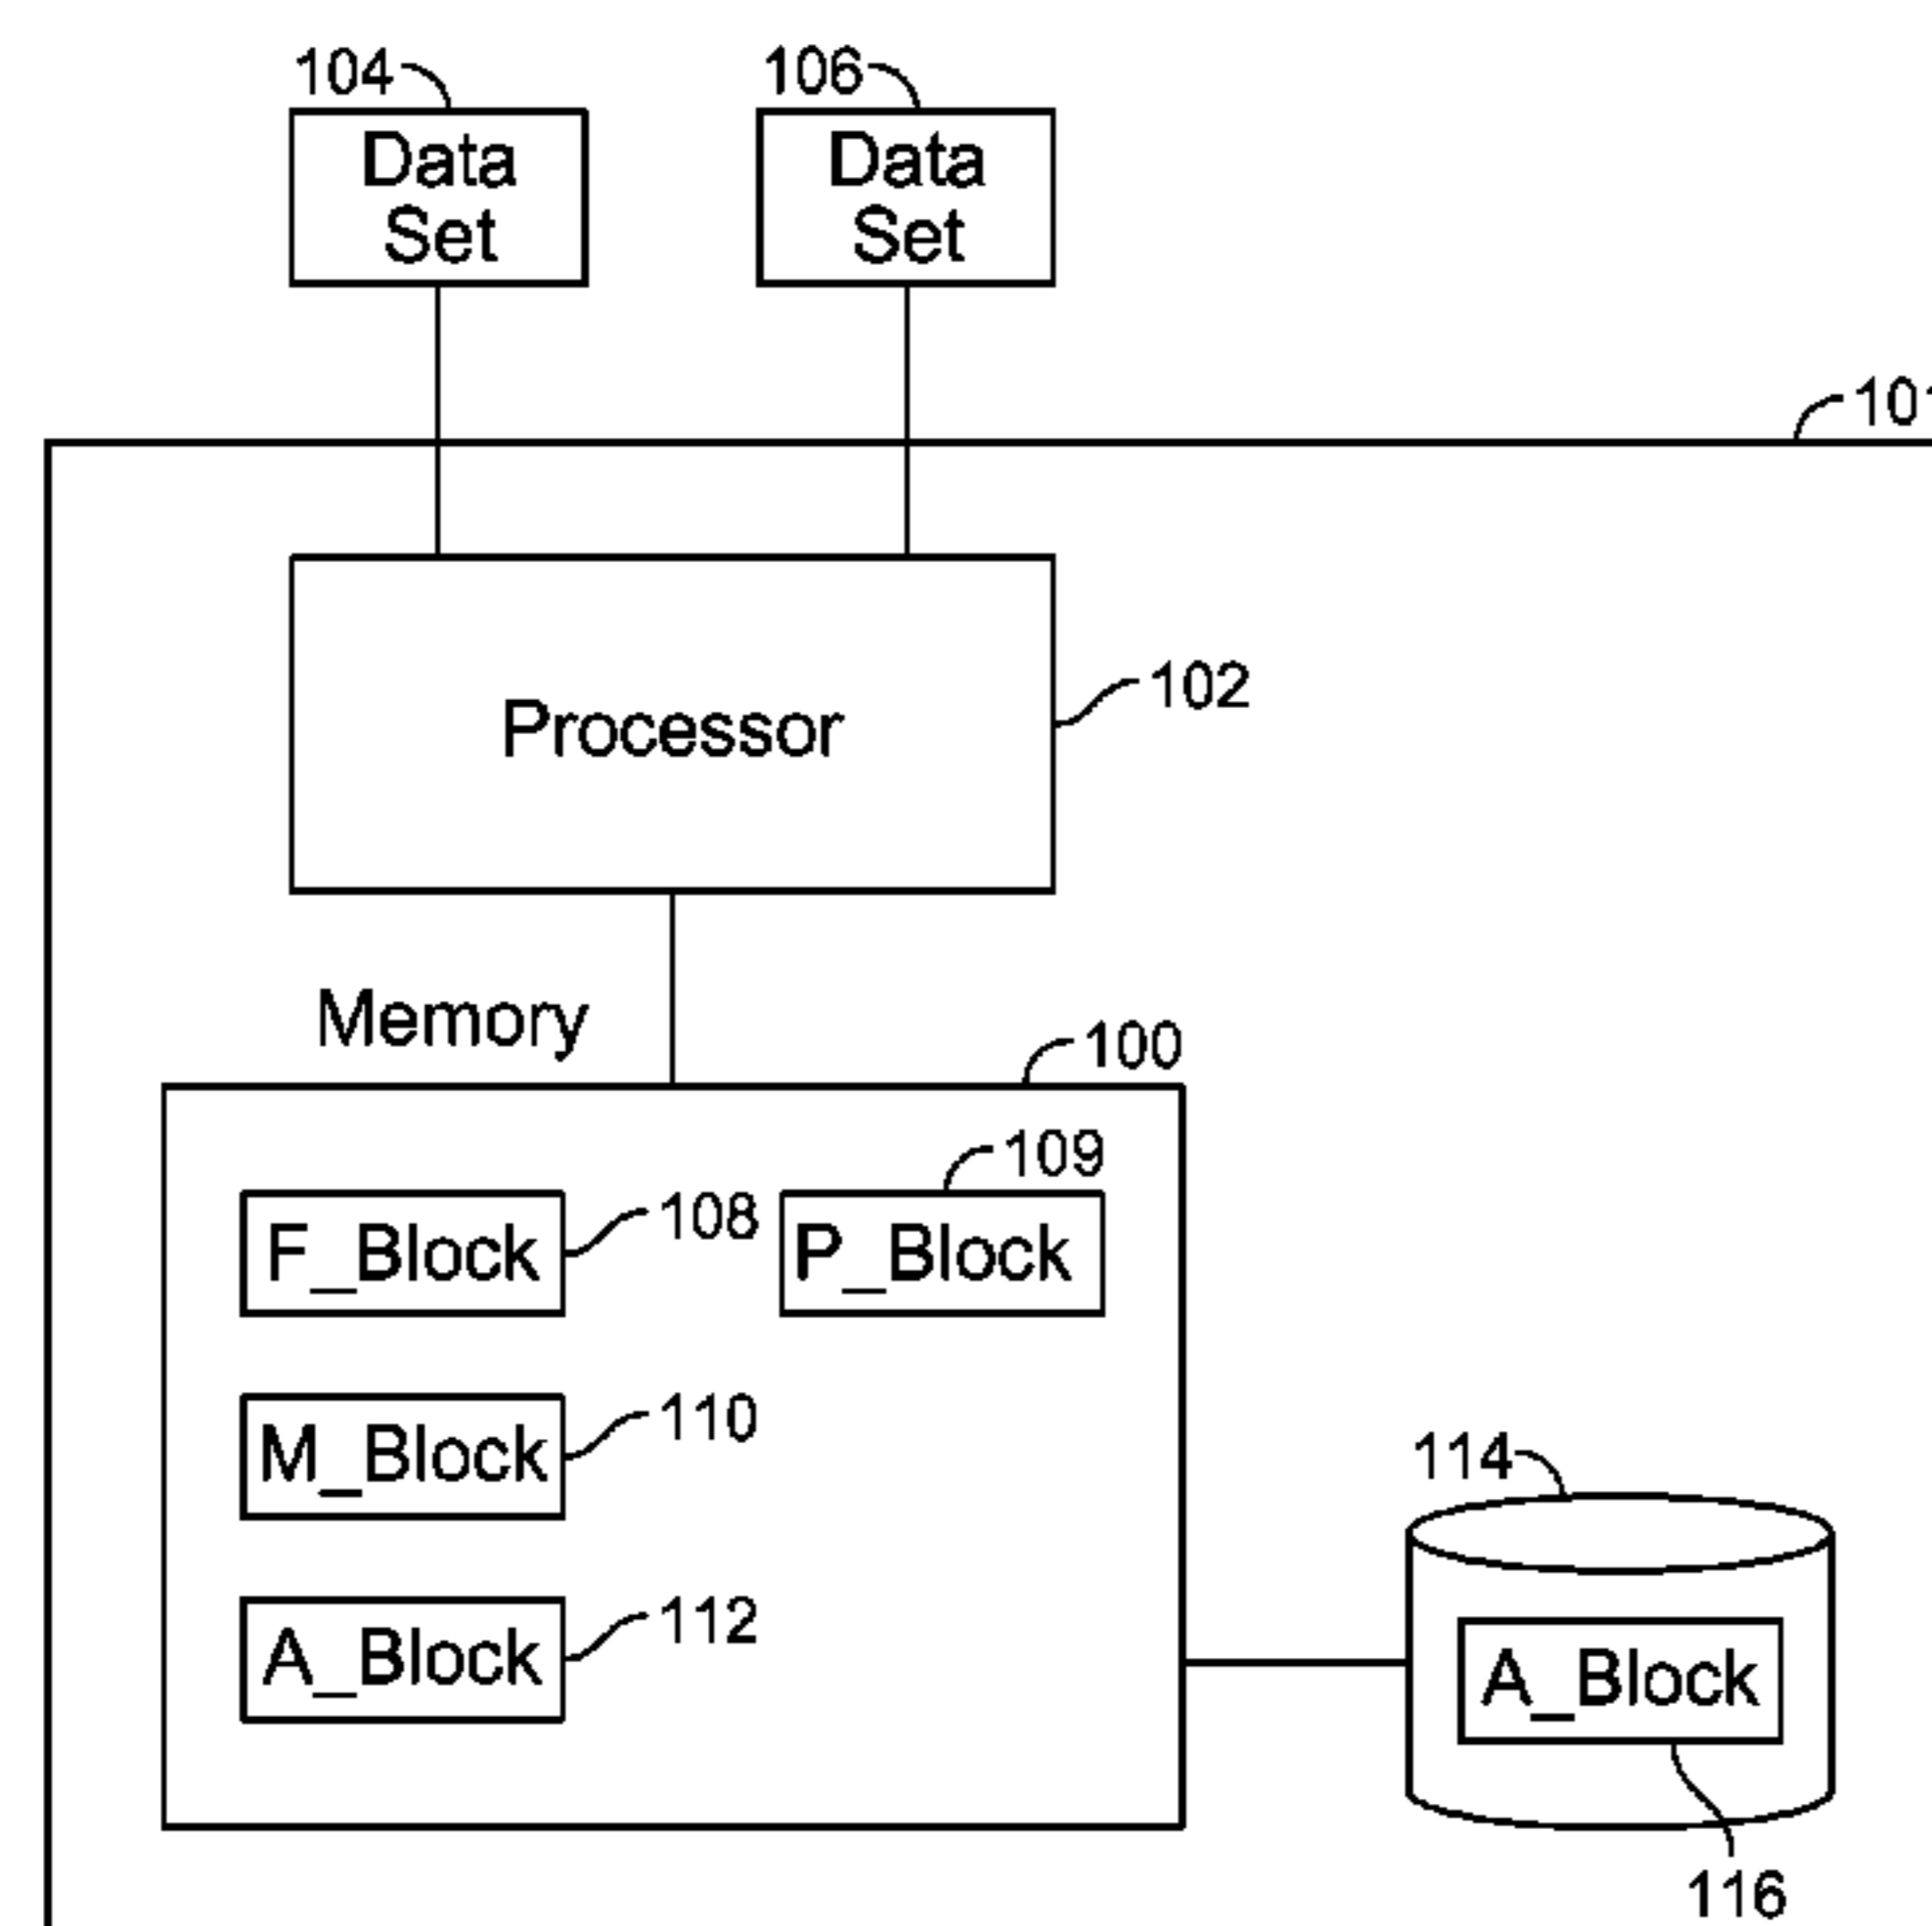 104
106
Data
Set
Data
Set
101
Processor
102
Memory
100
109
F_Block
108
P_Block
M_Block
110
114
A_Block
112
A_Block
116